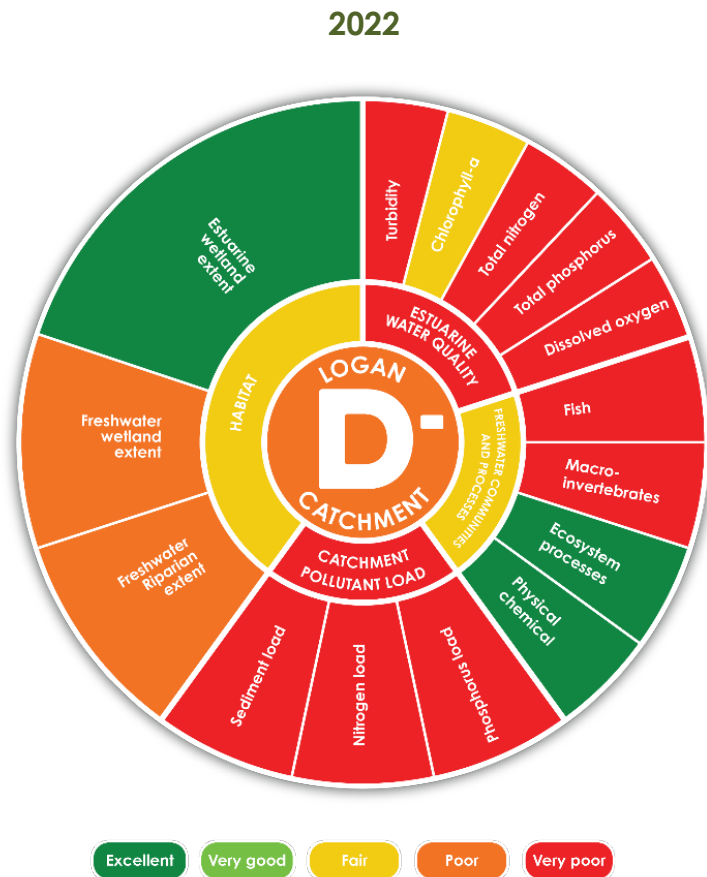 2022
Turbidity
Chlorophyll-a
Total nitrogen
Total phosphorus
Dissolved oxygen
Fish
Macro-
invertebrates
Ecosystem
processes
Physical
chemical
Phosphorus load
Nitrogen load
Sediment load
Freshwater
Riparian
extent
Freshwater
wetland
extent
Estuarine
wetland
extent
ESTUARINE
WATER QUALITY
FRESHWATER COMMUNITIES
AND PROCESSES
CATCHMENT
POLLUTANT LOAD
HABITAT
LOGAN
D-
CATCHMENT
Excellent
Very good
Fair
Poor
Very poor